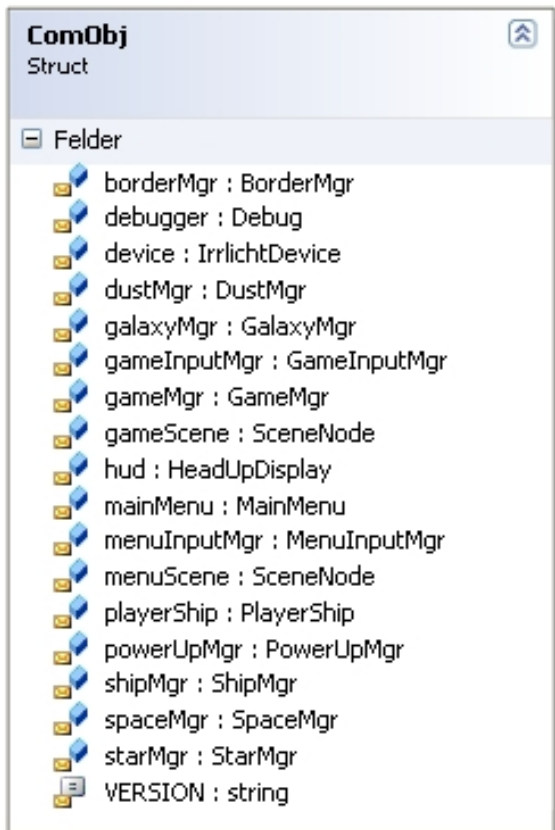 ComObj
Struct
Felder
borderMgr : BorderMgr
debugger : Debug
device : IrrlichtDevice
dustMgr : DustMgr
galaxyMgr : GalaxyMgr
gameInputMgr : GameInputMgr
gameMgr : GameMgr
gameScene : SceneNode
hud : HeadUpDisplay
mainMenu : MainMenu
menuInputMgr : MenuInputMgr
menuScene : SceneNode
playerShip : PlayerShip
powerUpMgr : PowerUpMgr
shipMgr : ShipMgr
spaceMgr : SpaceMgr
starMgr : StarMgr
VERSION : string